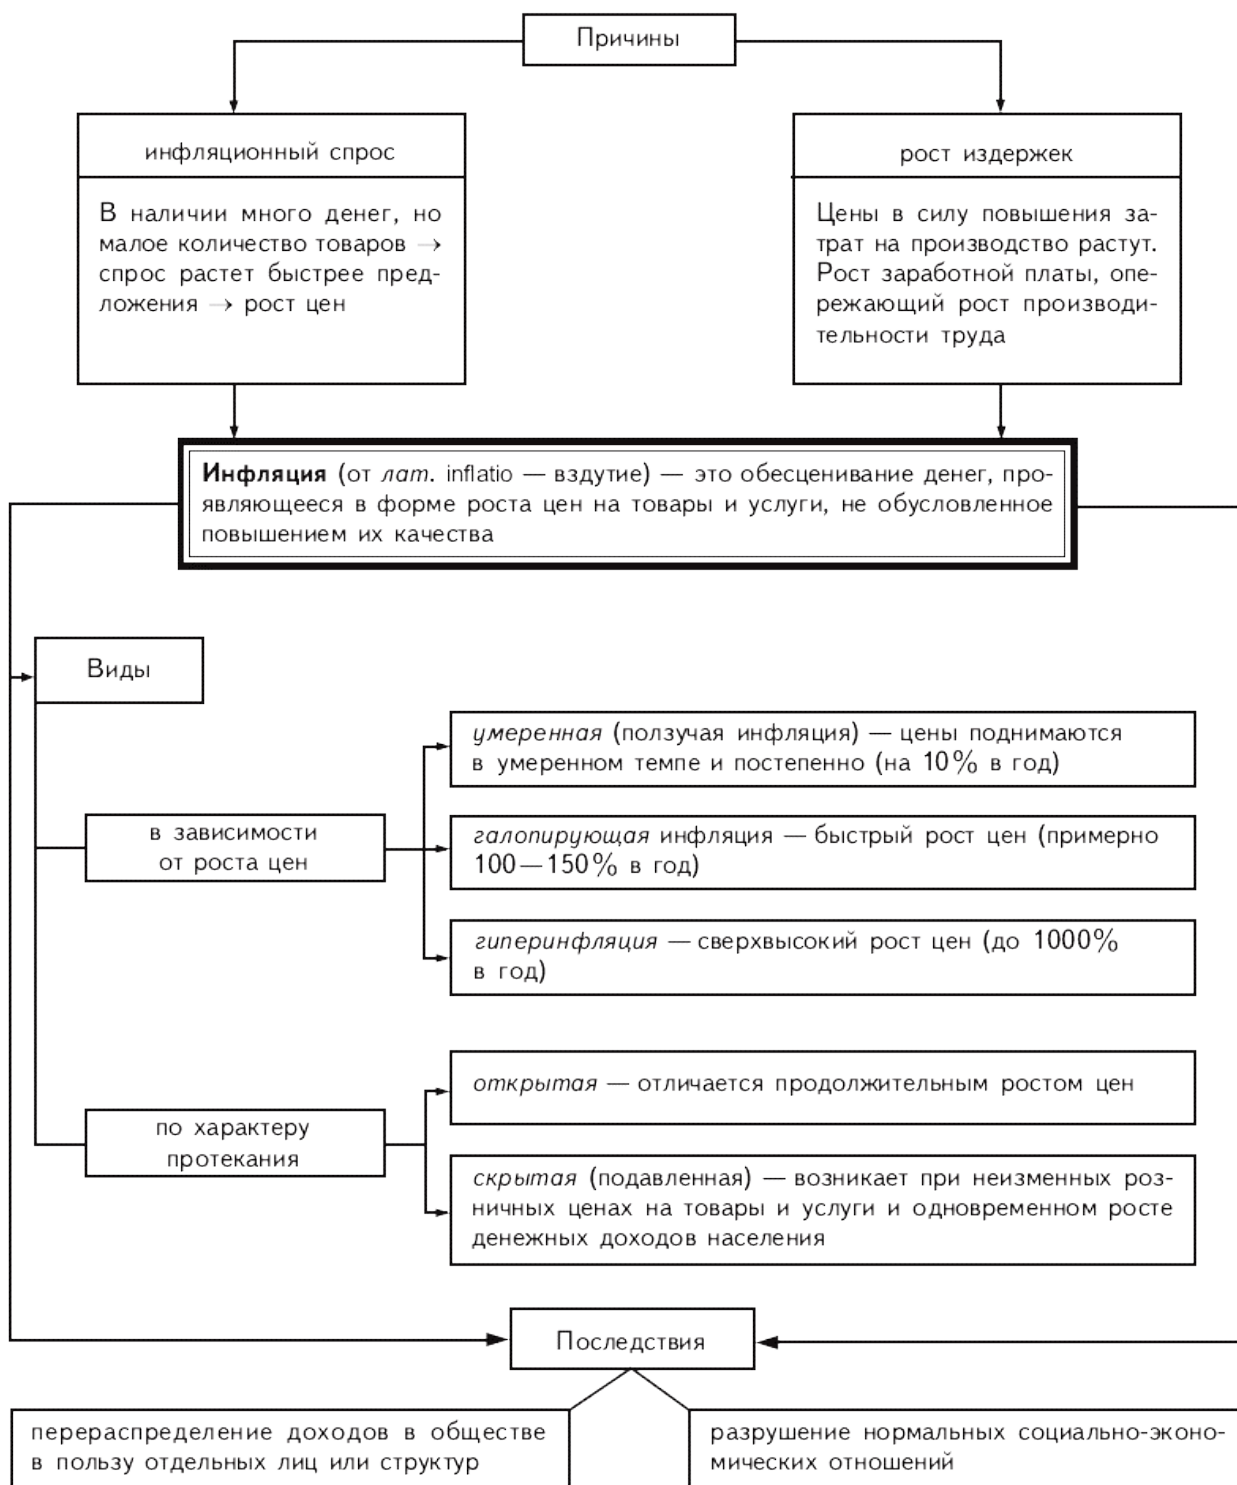 Причины
инфляционный спрос
В наличии много денег, но
малое количество товаров →
спрос растет быстрее пред-
ложения → рост цен
рост издержек
Цены в силу повышения за-
трат на производство растут.
Рост заработной платы, опе-
режающий рост производи-
тельности труда
Инфляция (от лат. inflatio — вздутие) — это обесценивание денег, про-
являющееся в форме роста цен на товары и услуги, не обусловленное
повышением их качества
Виды
в зависимости
от роста цен
умеренная (ползучая инфляция) — цены поднимаются
в умеренном темпе и постепенно (на 10% в год)
галопирующая инфляция — быстрый рост цен (примерно
100—150% в год)
гиперинфляция — сверхвысокий рост цен (до 1000%
в год)
по характеру
протекания
открытая — отличается продолжительным ростом цен
скрытая (подавленная) — возникает при неизменных роз-
ничных ценах на товары и услуги и одновременном росте
денежных доходов населения
Последствия
перераспределение доходов в обществе
в пользу отдельных лиц или структур
разрушение нормальных социально-эконо-
мических отношений